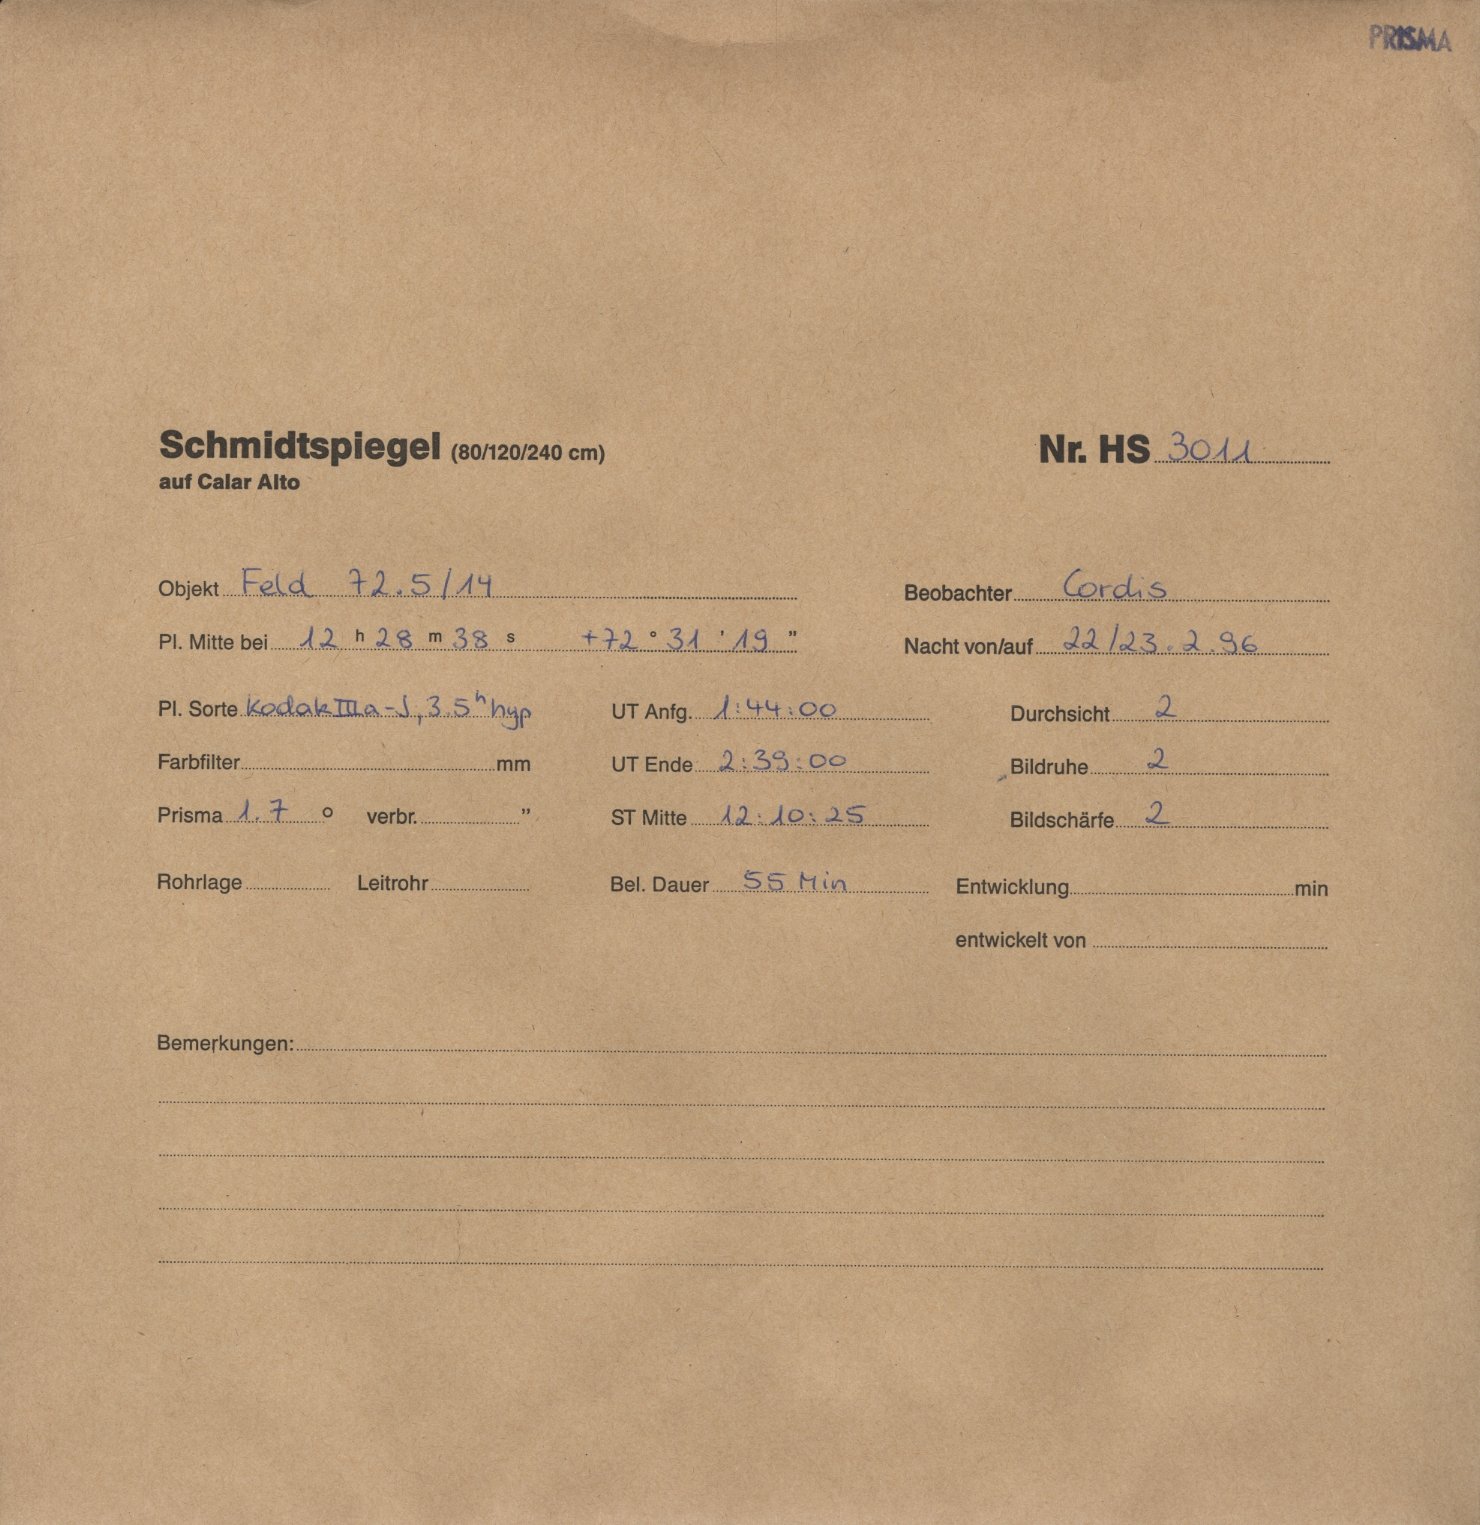 PRISMA
Schmidtspiegel (80/120/240 cm) Nr. HS 3011
auf Calar Alto
Objekt Feld 72.5/14 Beobachter Cordis
Pl. Mitte bei 12 h 28 m 38 s +72 ° 31 ' 19 " Nacht von/auf 22/23.2.96
Pl. Sorte Kodak IIIa-J, 3.5h hyp UT Anfg. 1:44:00 Durchsicht 2
Farbfilter mm UT Ende 2:39:00 Bildruhe 2
Prisma 1.7 ° verbr. " ST Mitte 12:10:25 Bildschärfe 2
Rohrlage Leitrohr Bel. Dauer 55 Min Entwicklung min
entwickelt von
Bemerkungen: